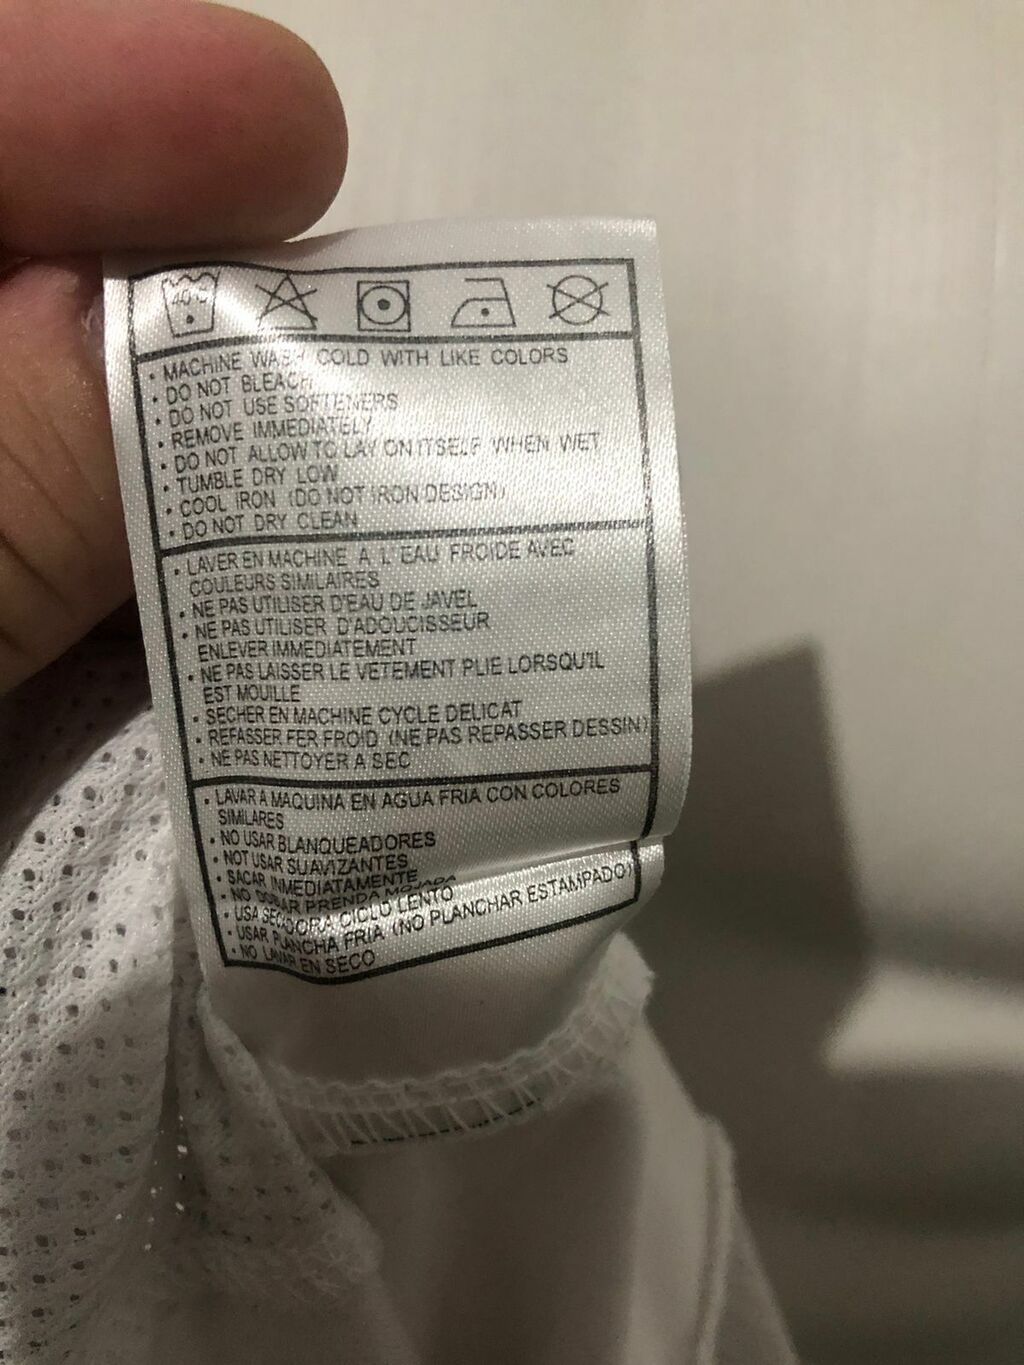 40°C
• MACHINE WASH COLD WITH LIKE COLORS
• DO NOT BLEACH
• DO NOT USE SOFTENERS
• REMOVE IMMEDIATELY
• DO NOT ALLOW TO LAY ON ITSELF WHEN WET
• TUMBLE DRY LOW
• COOL IRON (DO NOT IRON DESIGN)
• DO NOT DRY CLEAN
• LAVER EN MACHINE A L'EAU FROIDE AVEC
COULEURS SIMILAIRES
• NE PAS UTILISER D'EAU DE JAVEL
• NE PAS UTILISER D'ADOUCISSEUR
ENLEVER IMMEDIATEMENT
• NE PAS LAISSER LE VETEMENT PLIE LORSQU'IL
EST MOUILLE
• SECHER EN MACHINE CYCLE DELICAT
• REFASSER FER FROID (NE PAS REPASSER DESSIN)
• NE PAS NETTOYER A SEC
• LAVAR A MAQUINA EN AGUA FRIA CON COLORES
SIMILARES
• NO USAR BLANQUEADORES
• NOT USAR SUAVIZANTES
• SACAR INMEDIATAMENTE
• NO DOBAR PRENDA MOJADA
• USA SECADORA CICLO LENTO
• USAR PLANCHA FRIA (NO PLANCHAR ESTAMPADO)
• NO LAVAR EN SECO